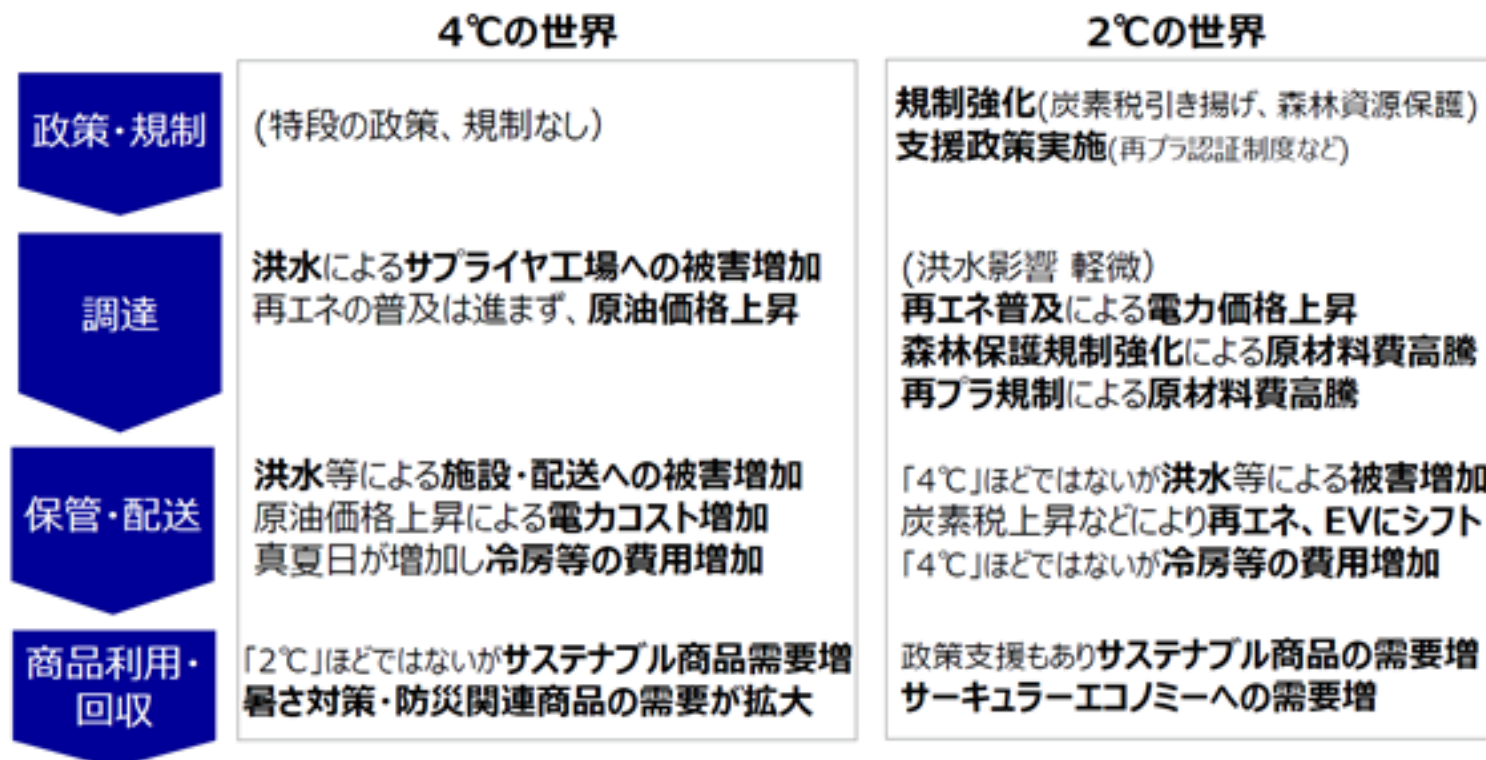 4℃の世界
2℃の世界
政策・規制
(特段の政策、規制なし)
規制強化(炭素税引き揚げ、森林資源保護)
支援政策実施(再プラ認証制度など)
調達
洪水によるサプライヤ工場への被害増加
再エネの普及は進まず、原油価格上昇
(洪水影響 軽微)
再エネ普及による電力価格上昇
森林保護規制強化による原材料費高騰
再プラ規制による原材料費高騰
保管・配送
洪水等による施設・配送への被害増加
原油価格上昇による電力コスト増加
真夏日が増加し冷房等の費用増加
「4℃」ほどではないが洪水等による被害増加
炭素税上昇などにより再エネ、EVにシフト
「4℃」ほどではないが冷房等の費用増加
商品利用・
回収
「2℃」ほどではないがサステナブル商品需要増
暑さ対策・防災関連商品の需要が拡大
政策支援もありサステナブル商品の需要増
サーキュラーエコノミーへの需要増